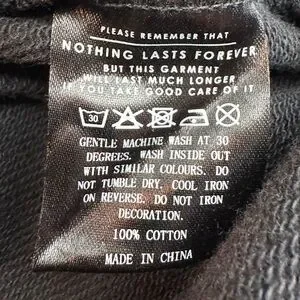 PLEASE REMEMBER THAT
NOTHING LASTS FOREVER
BUT THIS GARMENT
WILL LAST MUCH LONGER
IF YOU TAKE GOOD CARE OF IT
30
GENTLE MACHINE WASH AT 30
DEGREES. WASH INSIDE OUT
WITH SIMILAR COLOURS. DO
NOT TUMBLE DRY. COOL IRON
ON REVERSE. DO NOT IRON
DECORATION.
100% COTTON
MADE IN CHINA